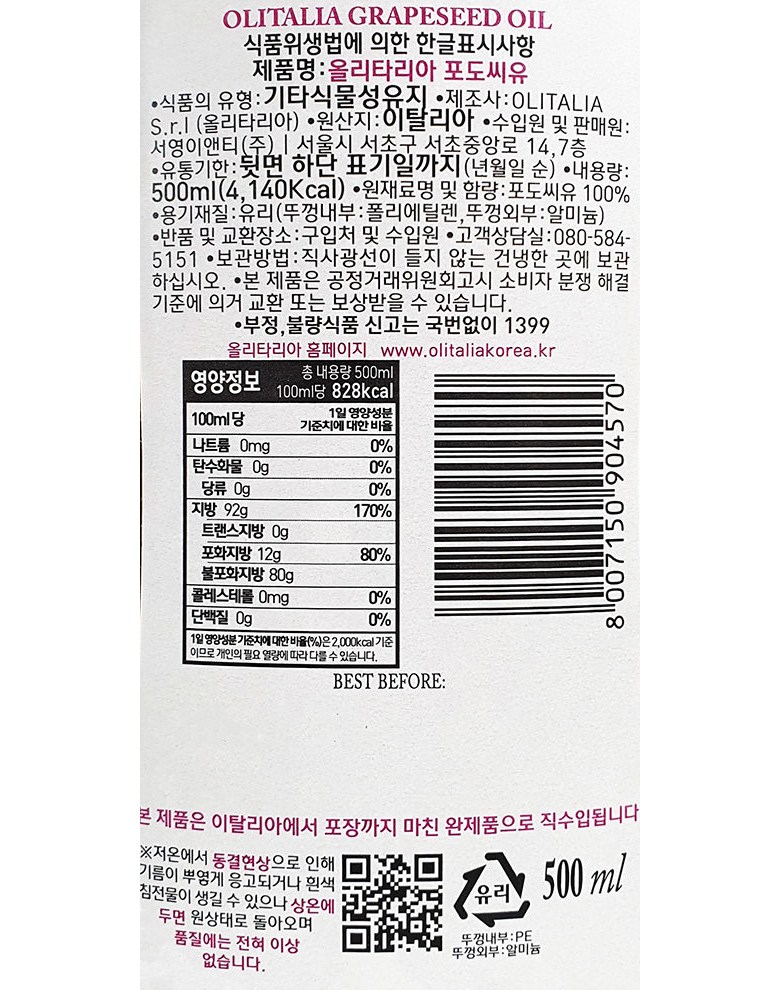 OLITALIA GRAPESEED OIL
식품위생법에 의한 한글표시사항
제품명:올리타리아 포도씨유
•식품의 유형:기타식물성유지 •제조사:OLITALIA
S.r.l (올리타리아) •원산지:이탈리아 •수입원 및 판매원:
서영이앤티(주) | 서울시 서초구 서초중앙로 14,7층
•유통기한:뒷면 하단 표기일까지(년월일 순) •내용량:
500ml(4,140Kcal) •원재료명 및 함량:포도씨유 100%
•용기재질:유리(뚜껑내부:폴리에틸렌,뚜껑외부:알미늄)
•반품 및 교환장소:구입처 및 수입원 •고객상담실:080-584-
5151 •보관방법:직사광선이 들지 않는 건냉한 곳에 보관
하십시오. •본 제품은 공정거래위원회고시 소비자 분쟁 해결
기준에 의거 교환 또는 보상받을 수 있습니다.
•부정,불량식품 신고는 국번없이 1399
올리타리아 홈페이지 www.olitaliakorea.kr
영양정보 총 내용량 500ml
100ml당 828kcal
100ml 당 1일 영양성분
기준치에 대한 비율
나트륨 0mg 0%
탄수화물 0g 0%
당류 0g 0%
지방 92g 170%
트랜스지방 0g
포화지방 12g 80%
불포화지방 80g
콜레스테롤 0mg 0%
단백질 0g 0%
1일 영양성분 기준치에 대한 비율(%)은 2,000kcal 기준
이므로 개인의 필요 열량에 따라 다를 수 있습니다.
8 007150 904570
BEST BEFORE:
본 제품은 이탈리아에서 포장까지 마친 완제품으로 직수입됩니다
※저온에서 동결현상으로 인해
기름이 뿌옇게 응고되거나 흰색
침전물이 생길 수 있으나 상온에
두면 원상태로 돌아오며
품질에는 전혀 이상
없습니다.
유리
뚜껑내부:PE
뚜껑외부:알미늄
500 ml